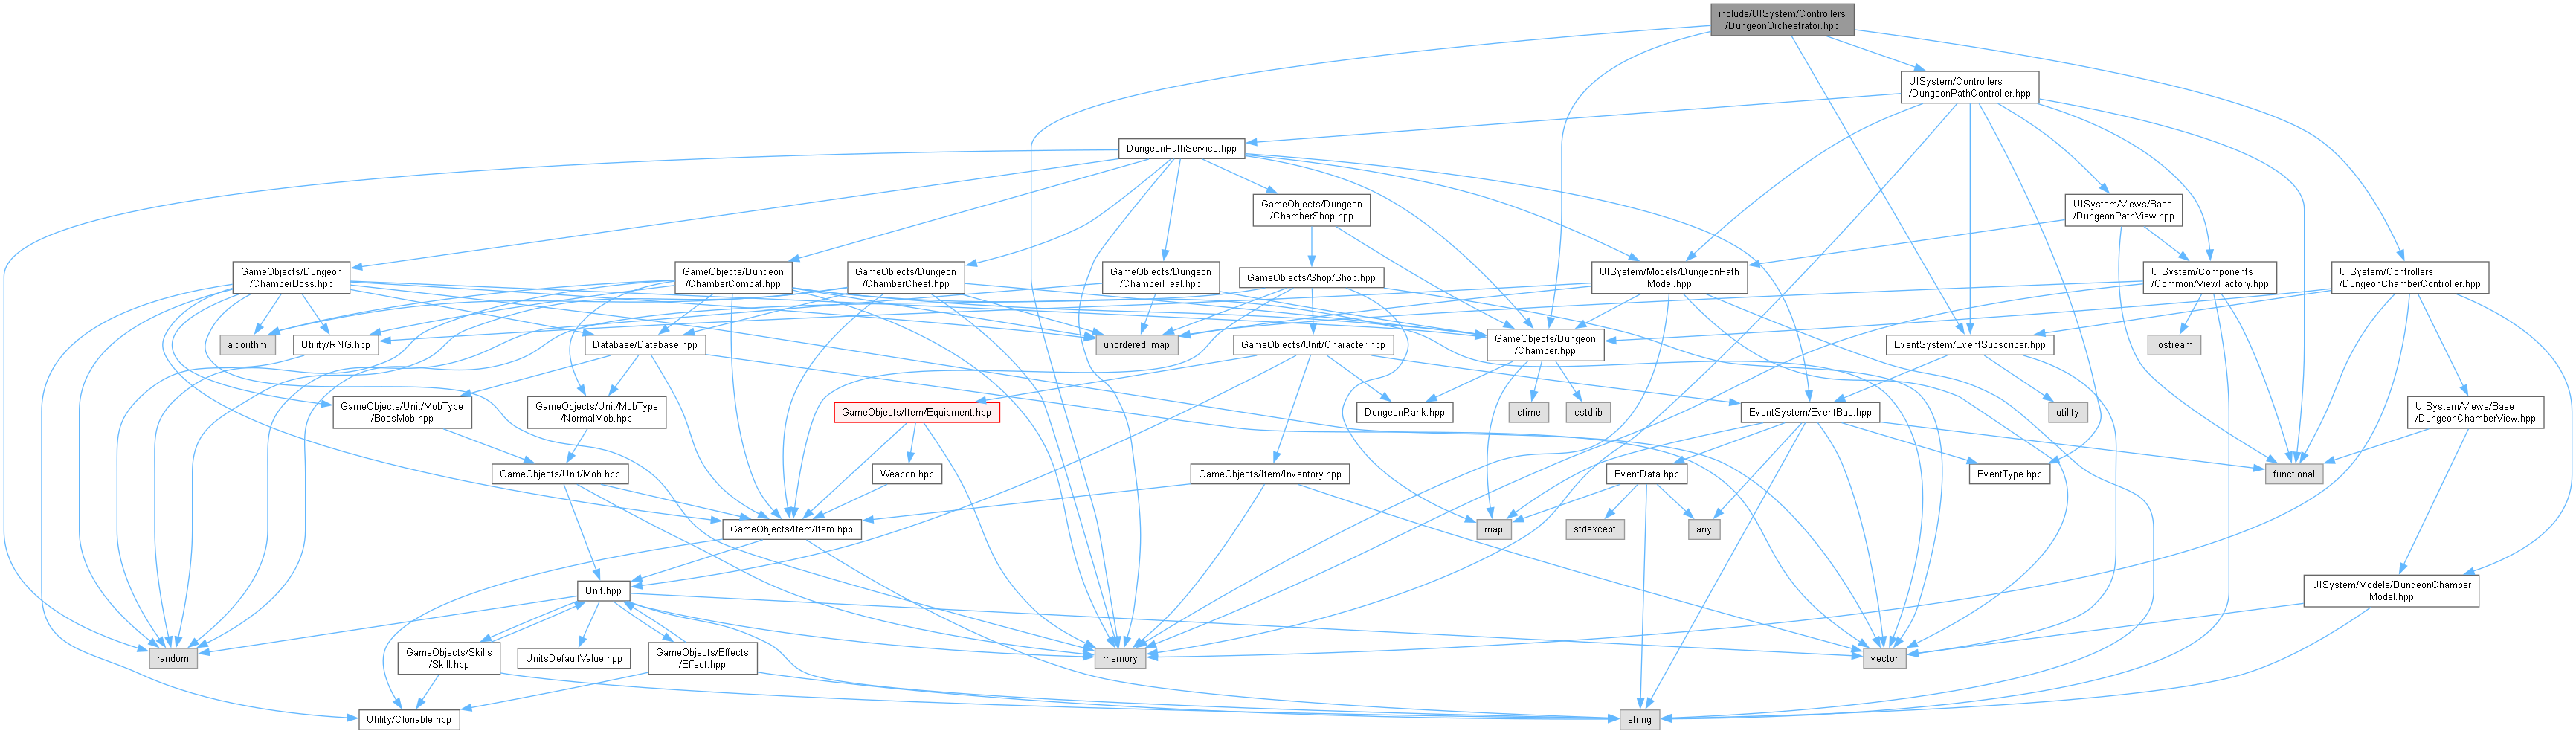 include/UISystem/Controllers
/DungeonOrchestrator.hpp
UISystem/Controllers
/DungeonPathController.hpp
DungeonPathService.hpp
GameObjects/Dungeon
/ChamberShop.hpp
UISystem/Views/Base
/DungeonPathView.hpp
GameObjects/Dungeon
/ChamberBoss.hpp
GameObjects/Dungeon
/ChamberCombat.hpp
GameObjects/Dungeon
/ChamberChest.hpp
GameObjects/Dungeon
/ChamberHeal.hpp
GameObjects/Shop/Shop.hpp
UISystem/Models/DungeonPath
Model.hpp
UISystem/Components
/Common/ViewFactory.hpp
UISystem/Controllers
/DungeonChamberController.hpp
algorithm
Utility/RNG.hpp
Database/Database.hpp
unordered_map
GameObjects/Unit/Character.hpp
GameObjects/Dungeon
/Chamber.hpp
EventSystem/EventSubscriber.hpp
iostream
GameObjects/Unit/MobType
/BossMob.hpp
GameObjects/Unit/MobType
/NormalMob.hpp
GameObjects/Item/Equipment.hpp
DungeonRank.hpp
ctime
cstdlib
EventSystem/EventBus.hpp
utility
UISystem/Views/Base
/DungeonChamberView.hpp
GameObjects/Unit/Mob.hpp
Weapon.hpp
GameObjects/Item/Inventory.hpp
EventData.hpp
EventType.hpp
functional
GameObjects/Item/Item.hpp
map
stdexcept
any
Unit.hpp
UISystem/Models/DungeonChamber
Model.hpp
random
GameObjects/Skills
/Skill.hpp
UnitsDefaultValue.hpp
GameObjects/Effects
/Effect.hpp
memory
vector
Utility/Clonable.hpp
string